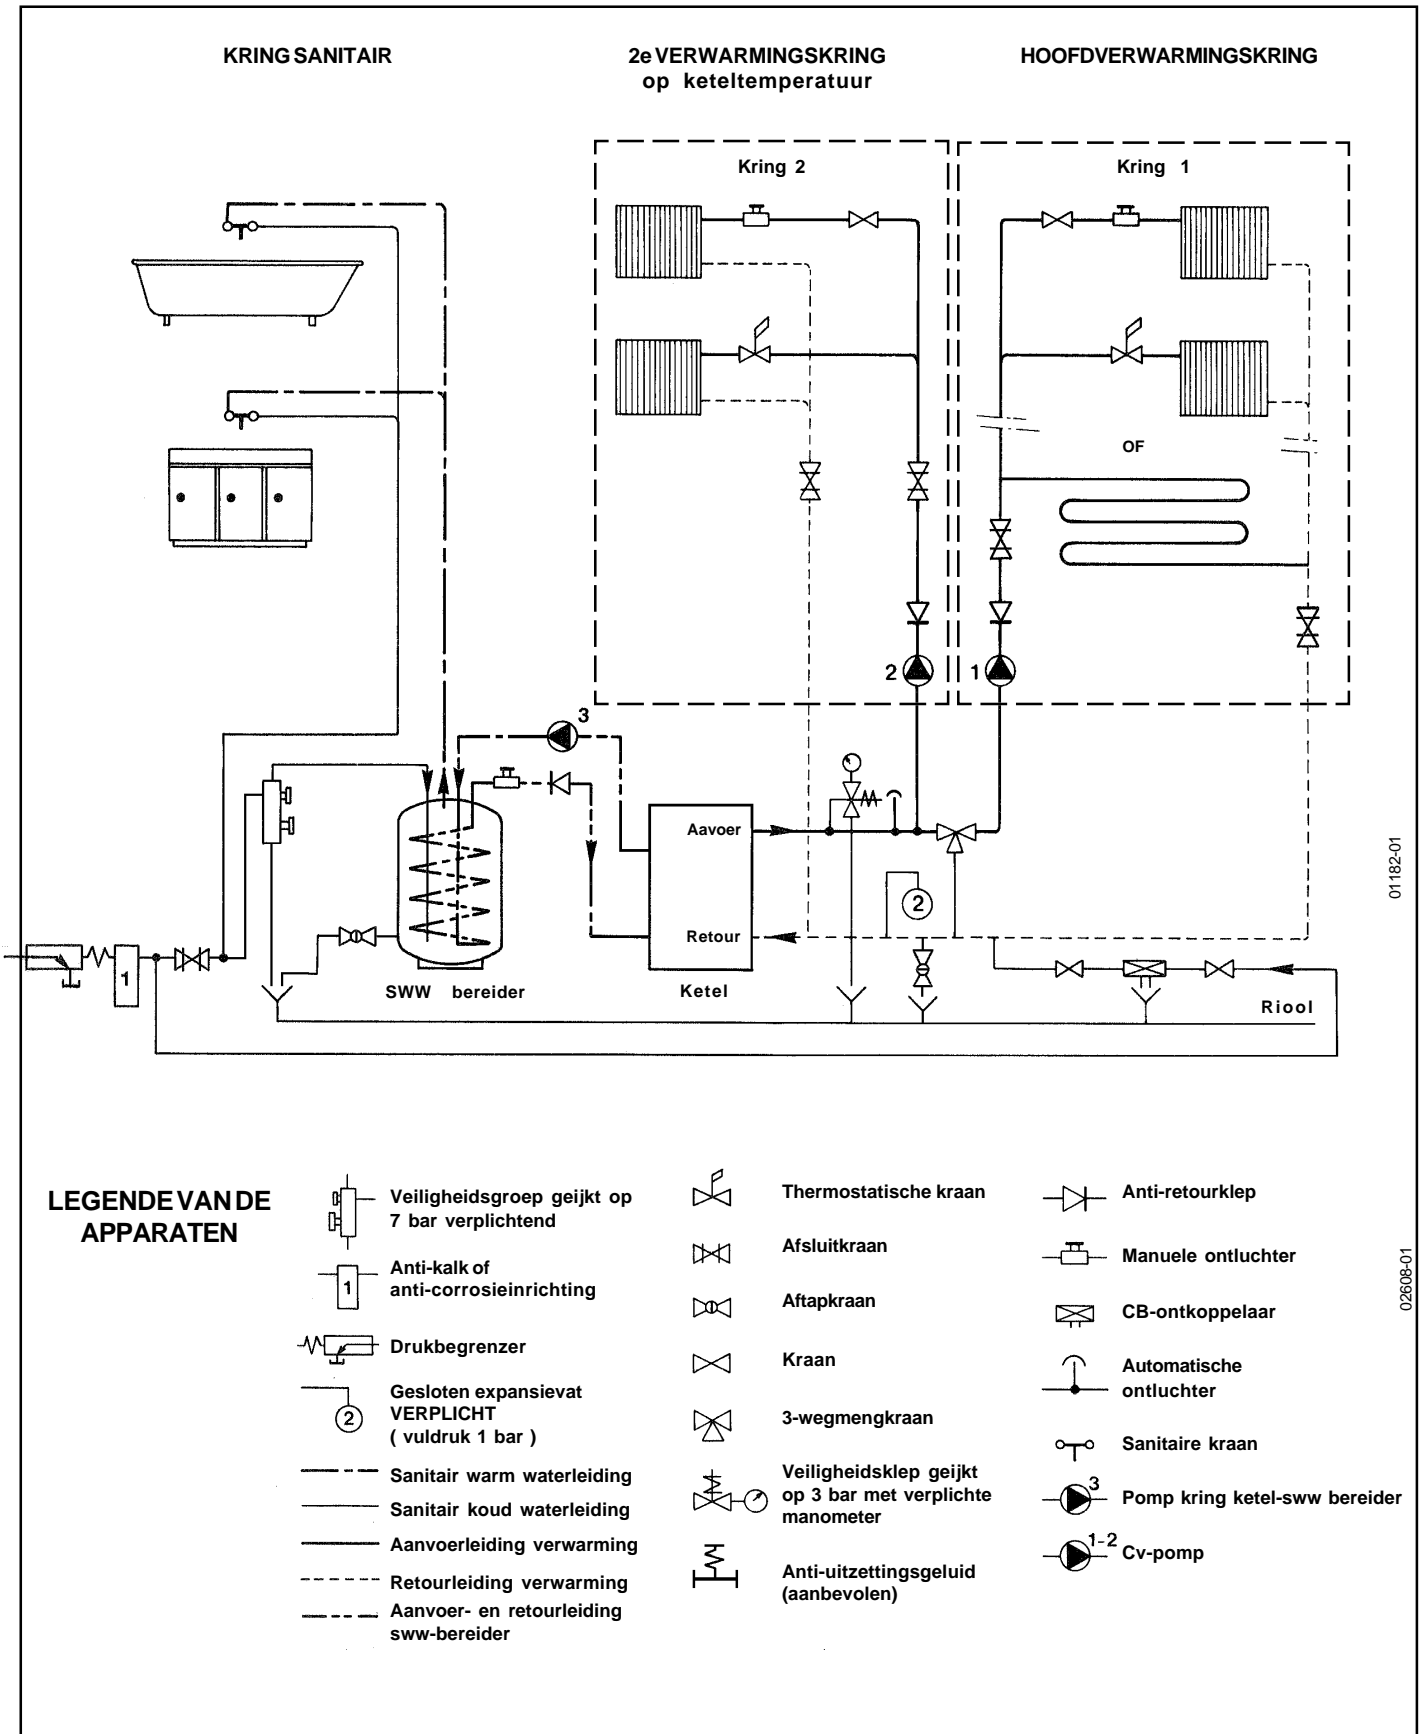 KRING SANITAIR
2e VERWARMINGSKRING
op keteltemperatuur
HOOFDVERWARMINGSKRING
Kring 2
Kring 1
OF
2
1
3
Aavoer
2
Retour
1
SWW bereider
Ketel
Riool
01182-01
LEGENDE VAN DE
APPARATEN
Veiligheidsgroep geijkt op
7 bar verplichtend
1
Anti-kalk of
anti-corrosieinrichting
Drukbegrenzer
2
Gesloten expansievat
VERPLICHT
( vuldruk 1 bar )
Sanitair warm waterleiding
Sanitair koud waterleiding
Aanvoerleiding verwarming
Retourleiding verwarming
Aanvoer- en retourleiding
sww-bereider
Thermostatische kraan
Afsluitkraan
Aftapkraan
Kraan
3-wegmengkraan
Veiligheidsklep geijkt
op 3 bar met verplichte
manometer
Anti-uitzettingsgeluid
(aanbevolen)
Anti-retourklep
Manuele ontluchter
CB-ontkoppelaar
Automatische
ontluchter
Sanitaire kraan
3
Pomp kring ketel-sww bereider
1-2
Cv-pomp
02608-01